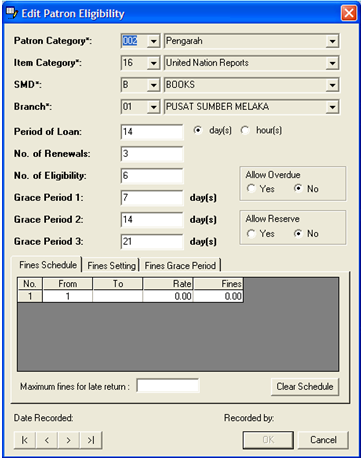 Edit Patron Eligibility
Patron Category*: 002 Pengarah
Item Category*: 16 United Nation Reports
SMD*: B BOOKS
Branch*: 01 PUSAT SUMBER MELAKA
Period of Loan: 14 day(s) hour(s)
No. of Renewals: 3
No. of Eligibility: 6
Allow Overdue
Yes No
Grace Period 1: 7 day(s)
Grace Period 2: 14 day(s)
Allow Reserve
Yes No
Grace Period 3: 21 day(s)
Fines Schedule Fines Setting Fines Grace Period
No. From To Rate Fines
1 1 0.00 0.00
Maximum fines for late return : Clear Schedule
Date Recorded: Recorded by:
|< < > >| OK Cancel